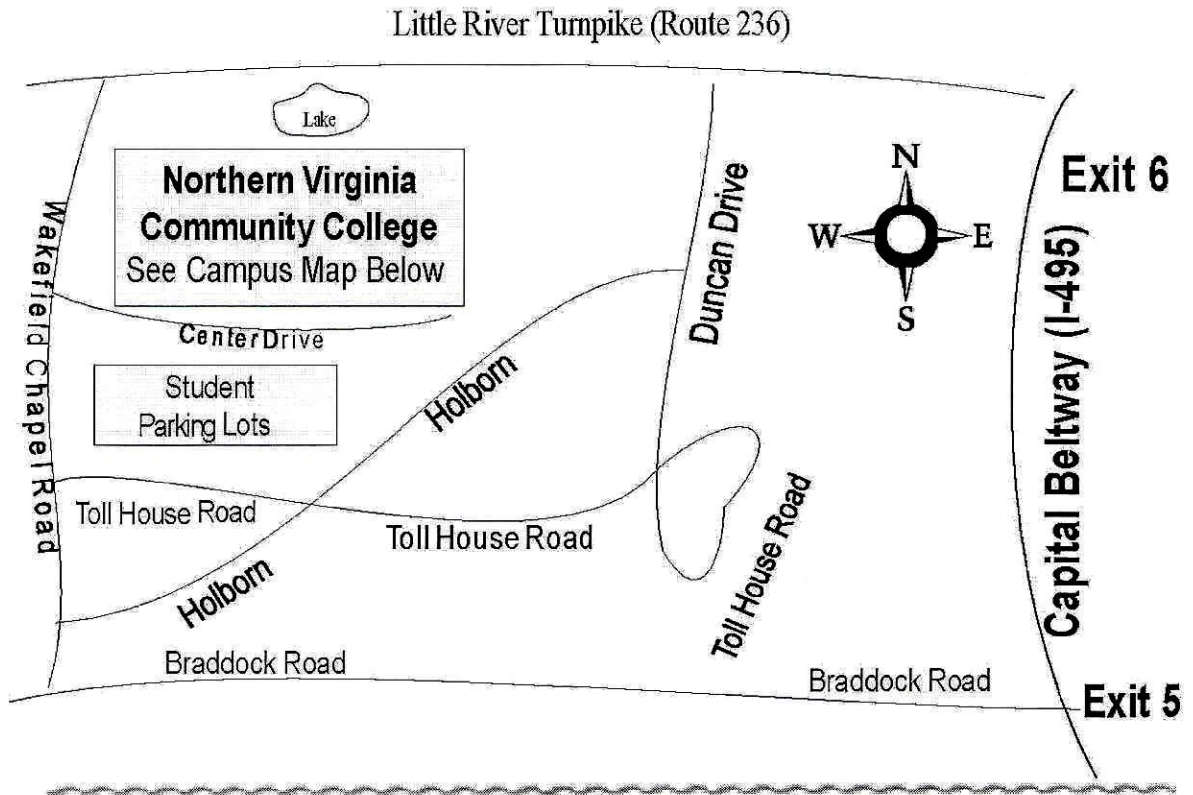 Little River Turnpike (Route 236)
Lake
Northern Virginia
Community College
See Campus Map Below
N
W
E
S
Exit 6
Wakefield Chapel Road
Center Drive
Duncan Drive
Capital Beltway (I-495)
Student
Parking Lots
Holborn
Toll House Road
Toll House Road
Toll House Road
Holborn
Braddock Road
Braddock Road
Exit 5